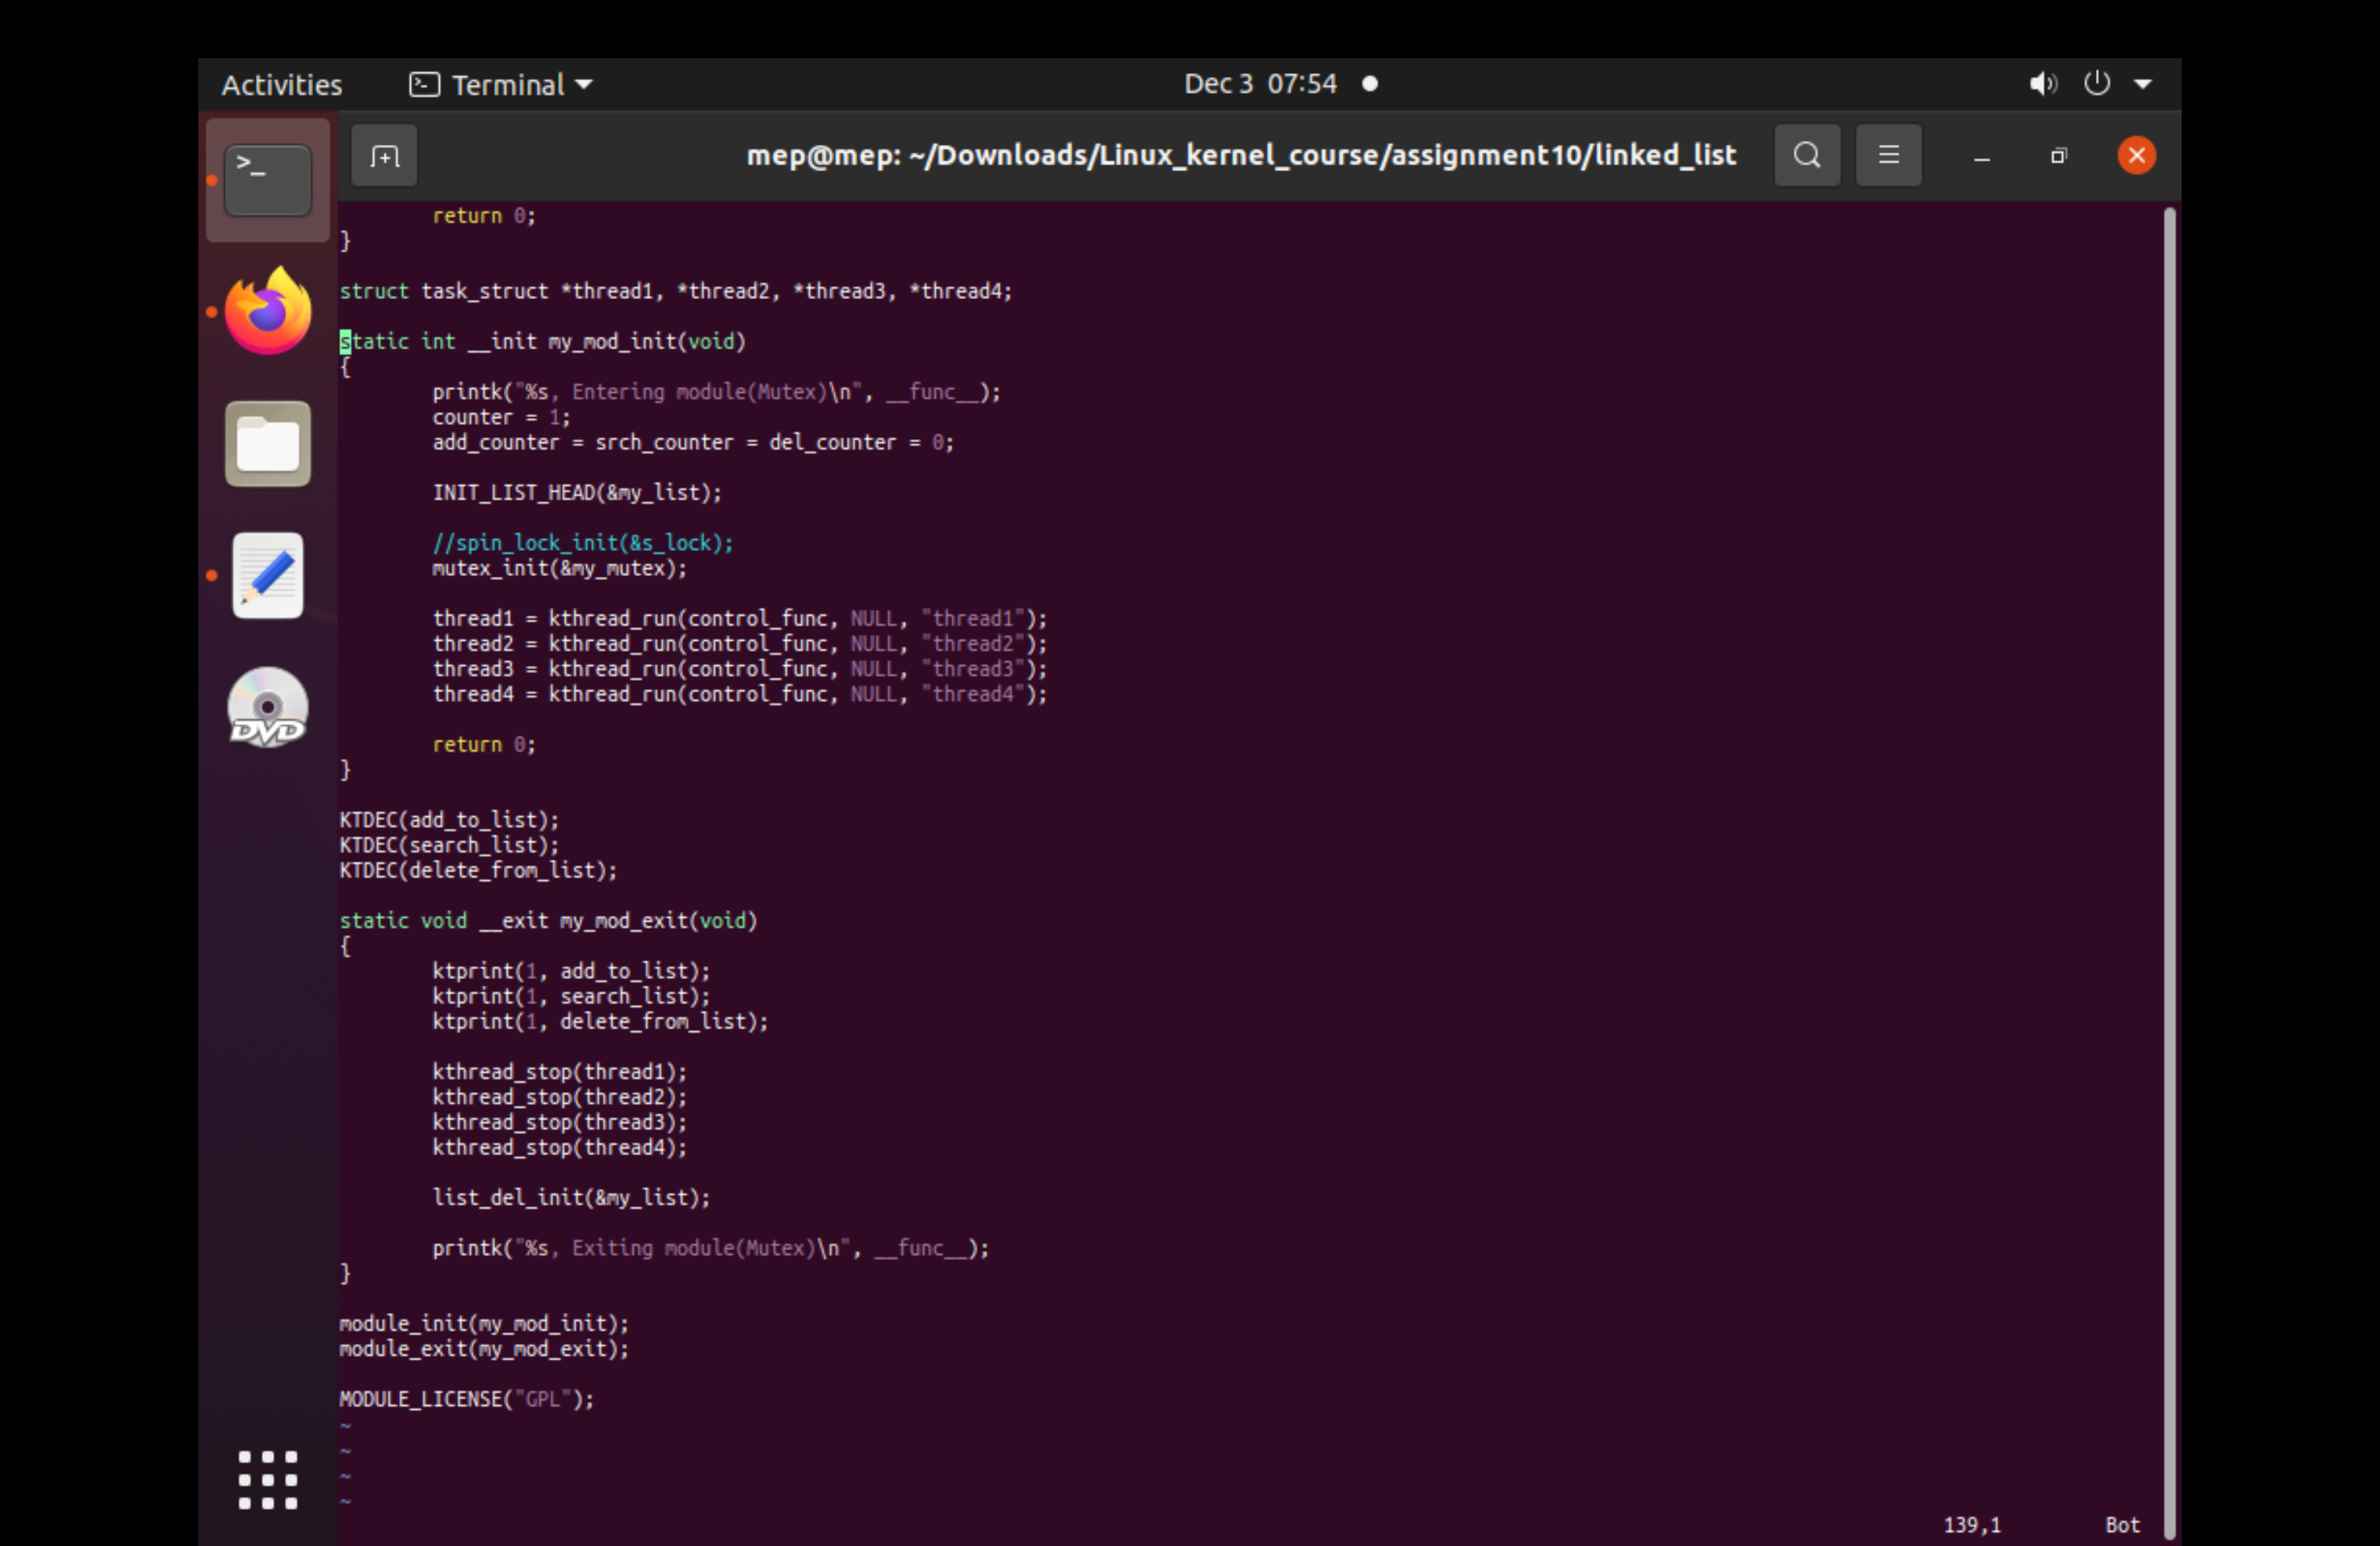 Activities Terminal Dec 3 07:54
mep@mep: ~/Downloads/Linux_kernel_course/assignment10/linked_list
        return 0;
}

struct task_struct *thread1, *thread2, *thread3, *thread4;

static int __init my_mod_init(void)
{
        printk("%s, Entering module(Mutex)\n", __func__);
        counter = 1;
        add_counter = srch_counter = del_counter = 0;

        INIT_LIST_HEAD(&my_list);

        //spin_lock_init(&s_lock);
        mutex_init(&my_mutex);

        thread1 = kthread_run(control_func, NULL, "thread1");
        thread2 = kthread_run(control_func, NULL, "thread2");
        thread3 = kthread_run(control_func, NULL, "thread3");
        thread4 = kthread_run(control_func, NULL, "thread4");

        return 0;
}

KTDEC(add_to_list);
KTDEC(search_list);
KTDEC(delete_from_list);

static void __exit my_mod_exit(void)
{
        ktprint(1, add_to_list);
        ktprint(1, search_list);
        ktprint(1, delete_from_list);

        kthread_stop(thread1);
        kthread_stop(thread2);
        kthread_stop(thread3);
        kthread_stop(thread4);

        list_del_init(&my_list);

        printk("%s, Exiting module(Mutex)\n", __func__);
}

module_init(my_mod_init);
module_exit(my_mod_exit);

MODULE_LICENSE("GPL");
~
~
~
~
139,1 Bot
DVD